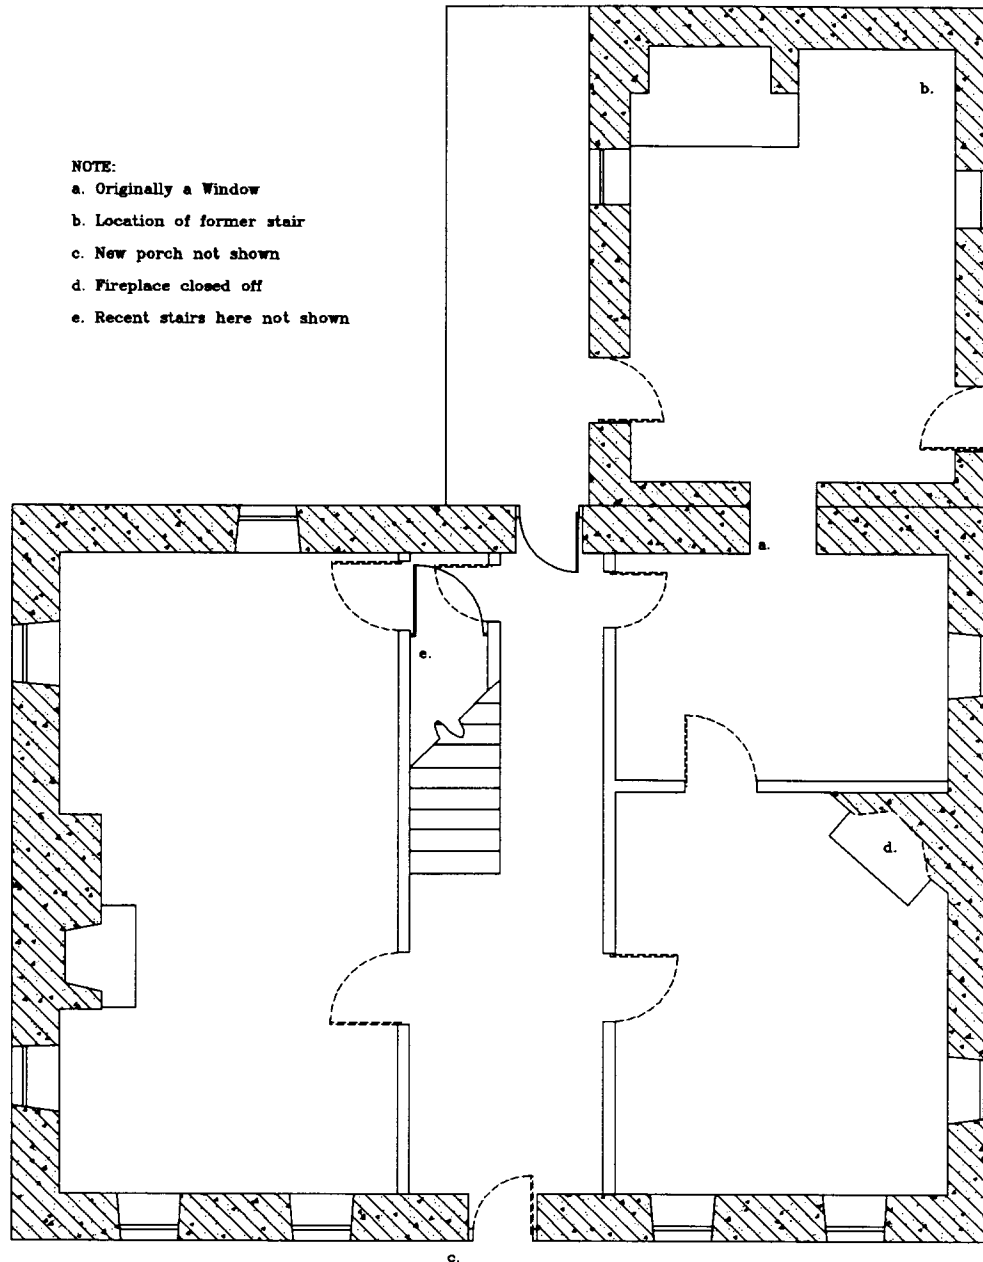 NOTE:
a. Originally a Window
b. Location of former stair
c. New porch not shown
d. Fireplace closed off
e. Recent stairs here not shown
b.
a.
e.
d.
c.